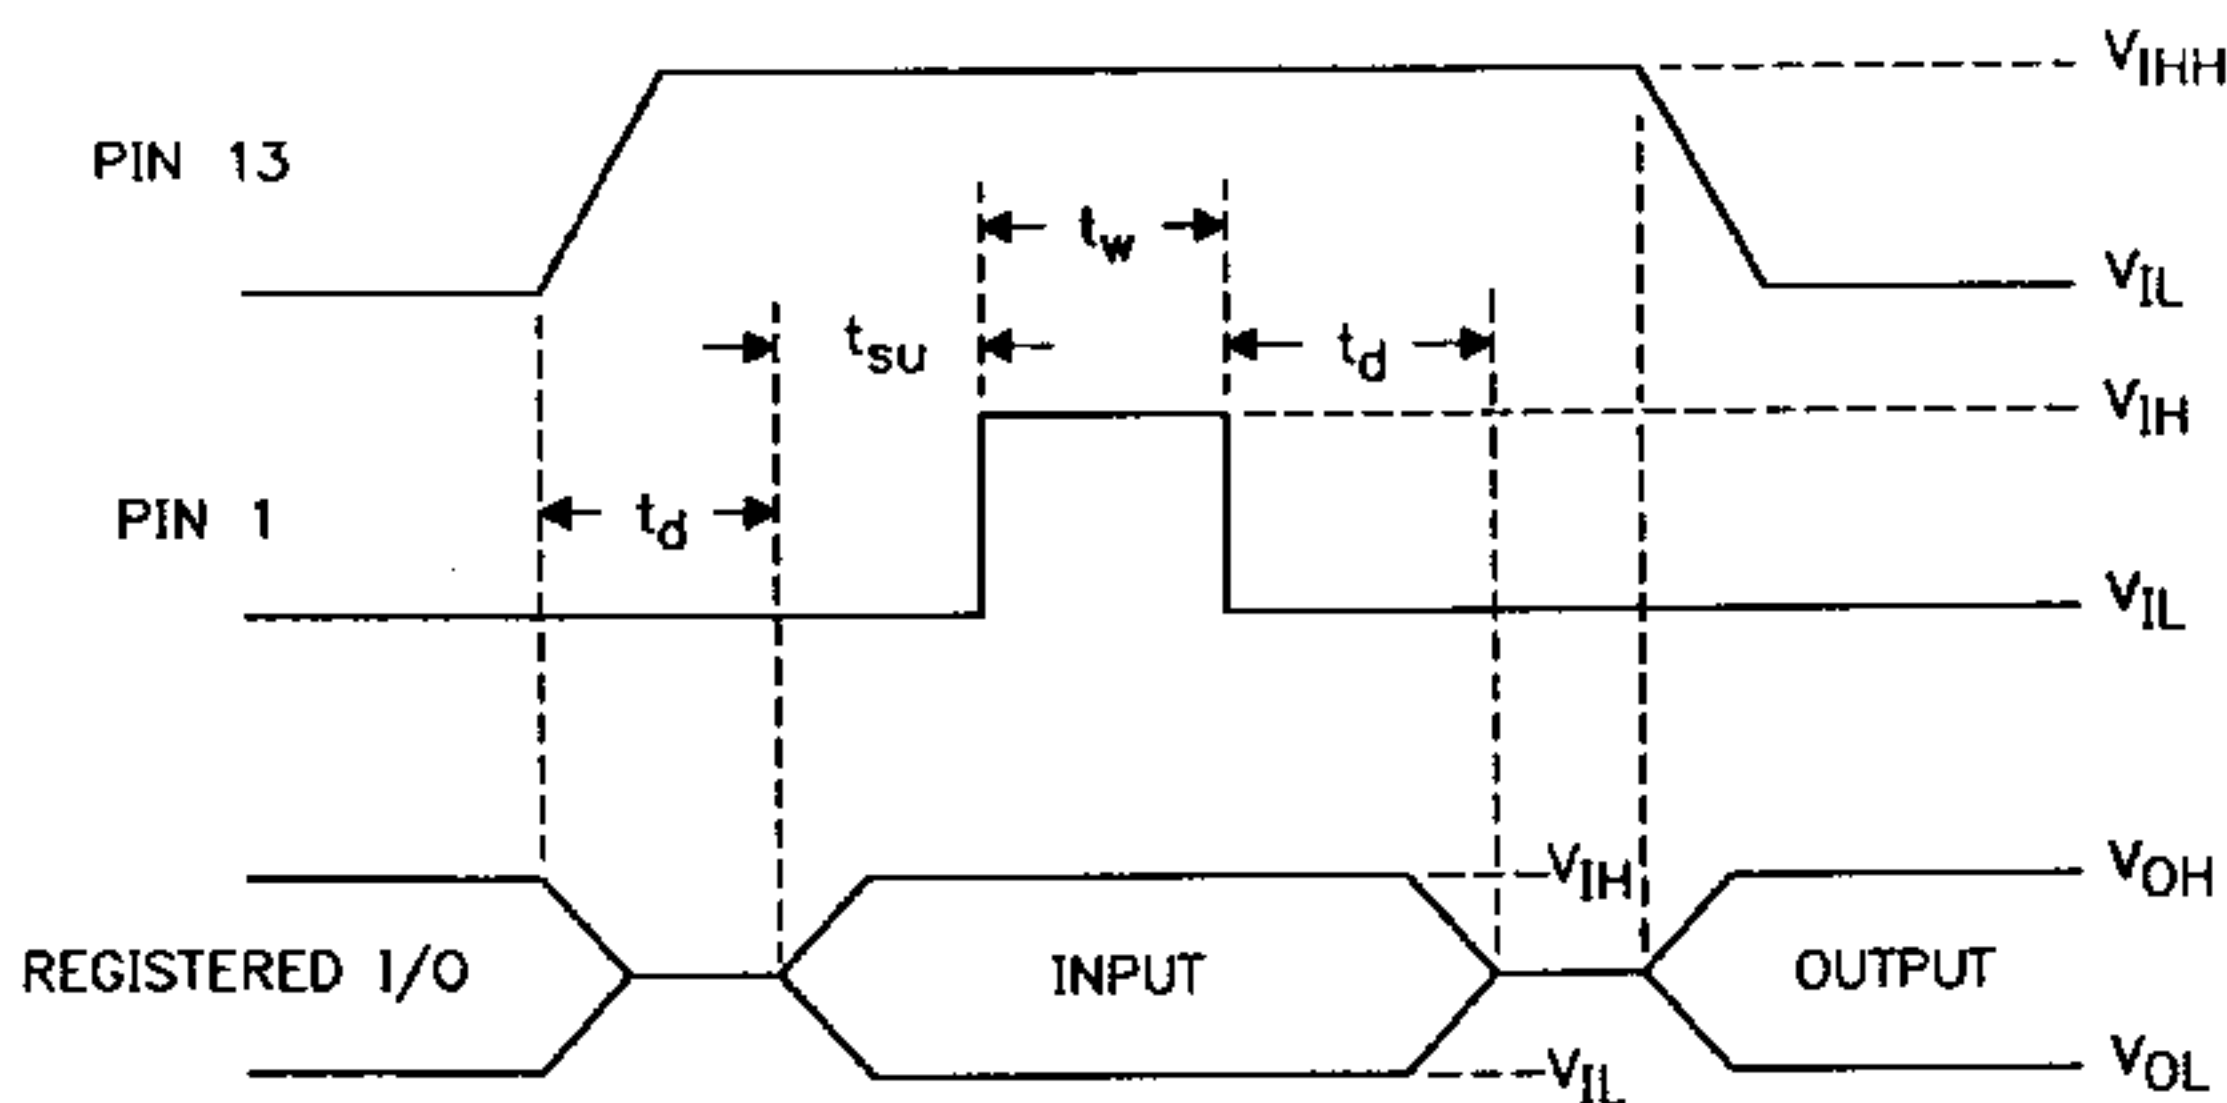 V_IHH
PIN 13
t_w
V_IL
t_su
t_d
V_IH
PIN 1
t_d
V_IL
V_IH
V_OH
REGISTERED I/O
INPUT
OUTPUT
V_IL
V_OL